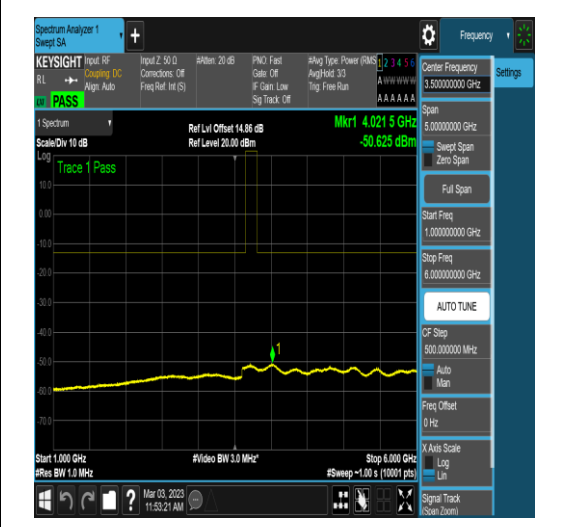 Spectrum Analyzer 1
Swept SA
+
Frequency
KEYSIGHT
RL
PASS
Input: RF
Coupling: DC
Align: Auto
Input Z: 50 Ω
Corrections: Off
Freq Ref: Int (S)
#Atten: 20 dB
PNO: Fast
Gate: Off
IF Gain: Low
Sig Track: Off
#Avg Type: Power (RMS
Avg|Hold: 3/3
Trig: Free Run
1 2 3 4 5 6
A W W W W W
A A A A A A
Center Frequency
3.500000000 GHz
Settings
Span
5.00000000 GHz
Swept Span
Zero Span
Full Span
Start Freq
1.000000000 GHz
Stop Freq
6.000000000 GHz
AUTO TUNE
CF Step
500.000000 MHz
Auto
Man
Freq Offset
0 Hz
X Axis Scale
Log
Lin
Signal Track
(Span Zoom)
1 Spectrum
Scale/Div 10 dB
Ref Lvl Offset 14.86 dB
Ref Level 20.00 dBm
Mkr1 4.021 5 GHz
-50.625 dBm
Log
Trace 1 Pass
10.0
0.00
-10.0
-20.0
-30.0
-40.0
-50.0
-60.0
-70.0
1
Start 1.000 GHz
#Res BW 1.0 MHz
#Video BW 3.0 MHz*
Stop 6.000 GHz
#Sweep ~1.00 s (10001 pts)
?
Mar 03, 2023
11:53:21 AM